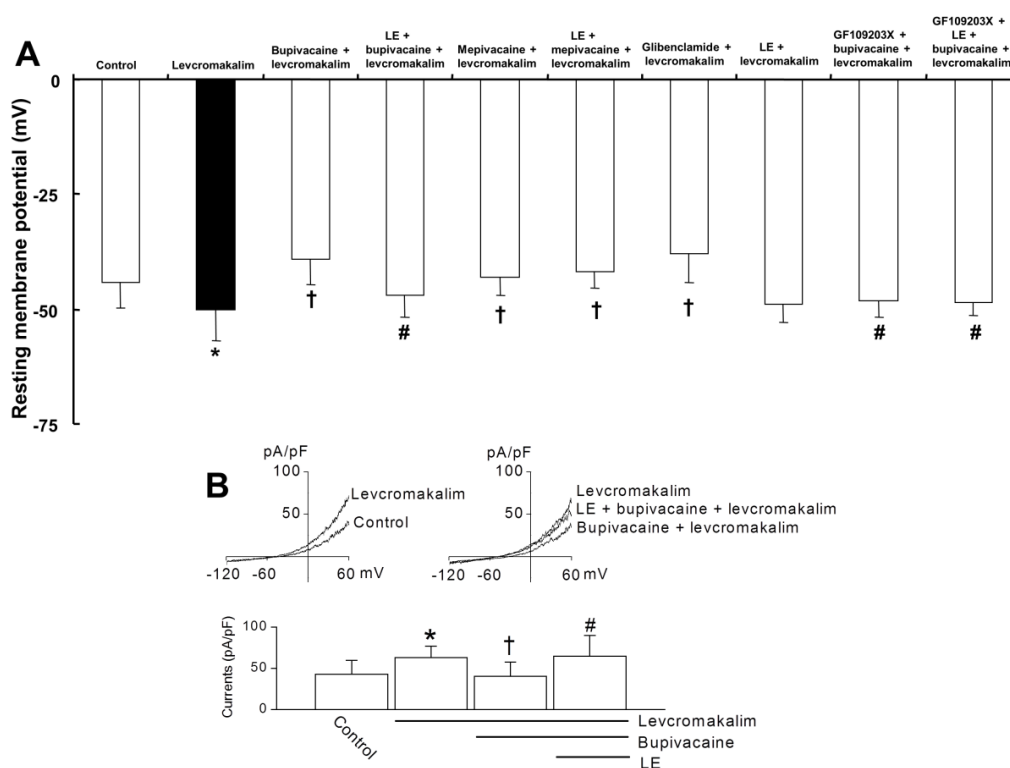 A
Resting membrane potential (mV)
0
-25
-50
-75
Control
Levcromakalim
Bupivacaine +
levcromakalim
LE +
bupivacaine +
levcromakalim
Mepivacaine +
levcromakalim
LE +
mepivacaine +
levcromakalim
Glibenclamide +
levcromakalim
LE +
levcromakalim
GF109203X +
bupivacaine +
levcromakalim
GF109203X +
LE +
bupivacaine +
levcromakalim
*
†
#
†
†
†
#
#
B
pA/pF
100
50
Levcromakalim
Control
-120
-60
60 mV
pA/pF
100
50
Levcromakalim
LE + bupivacaine + levcromakalim
Bupivacaine + levcromakalim
-120
-60
60 mV
Currents (pA/pF)
100
50
0
*
†
#
Control
Levcromakalim
Bupivacaine
LE